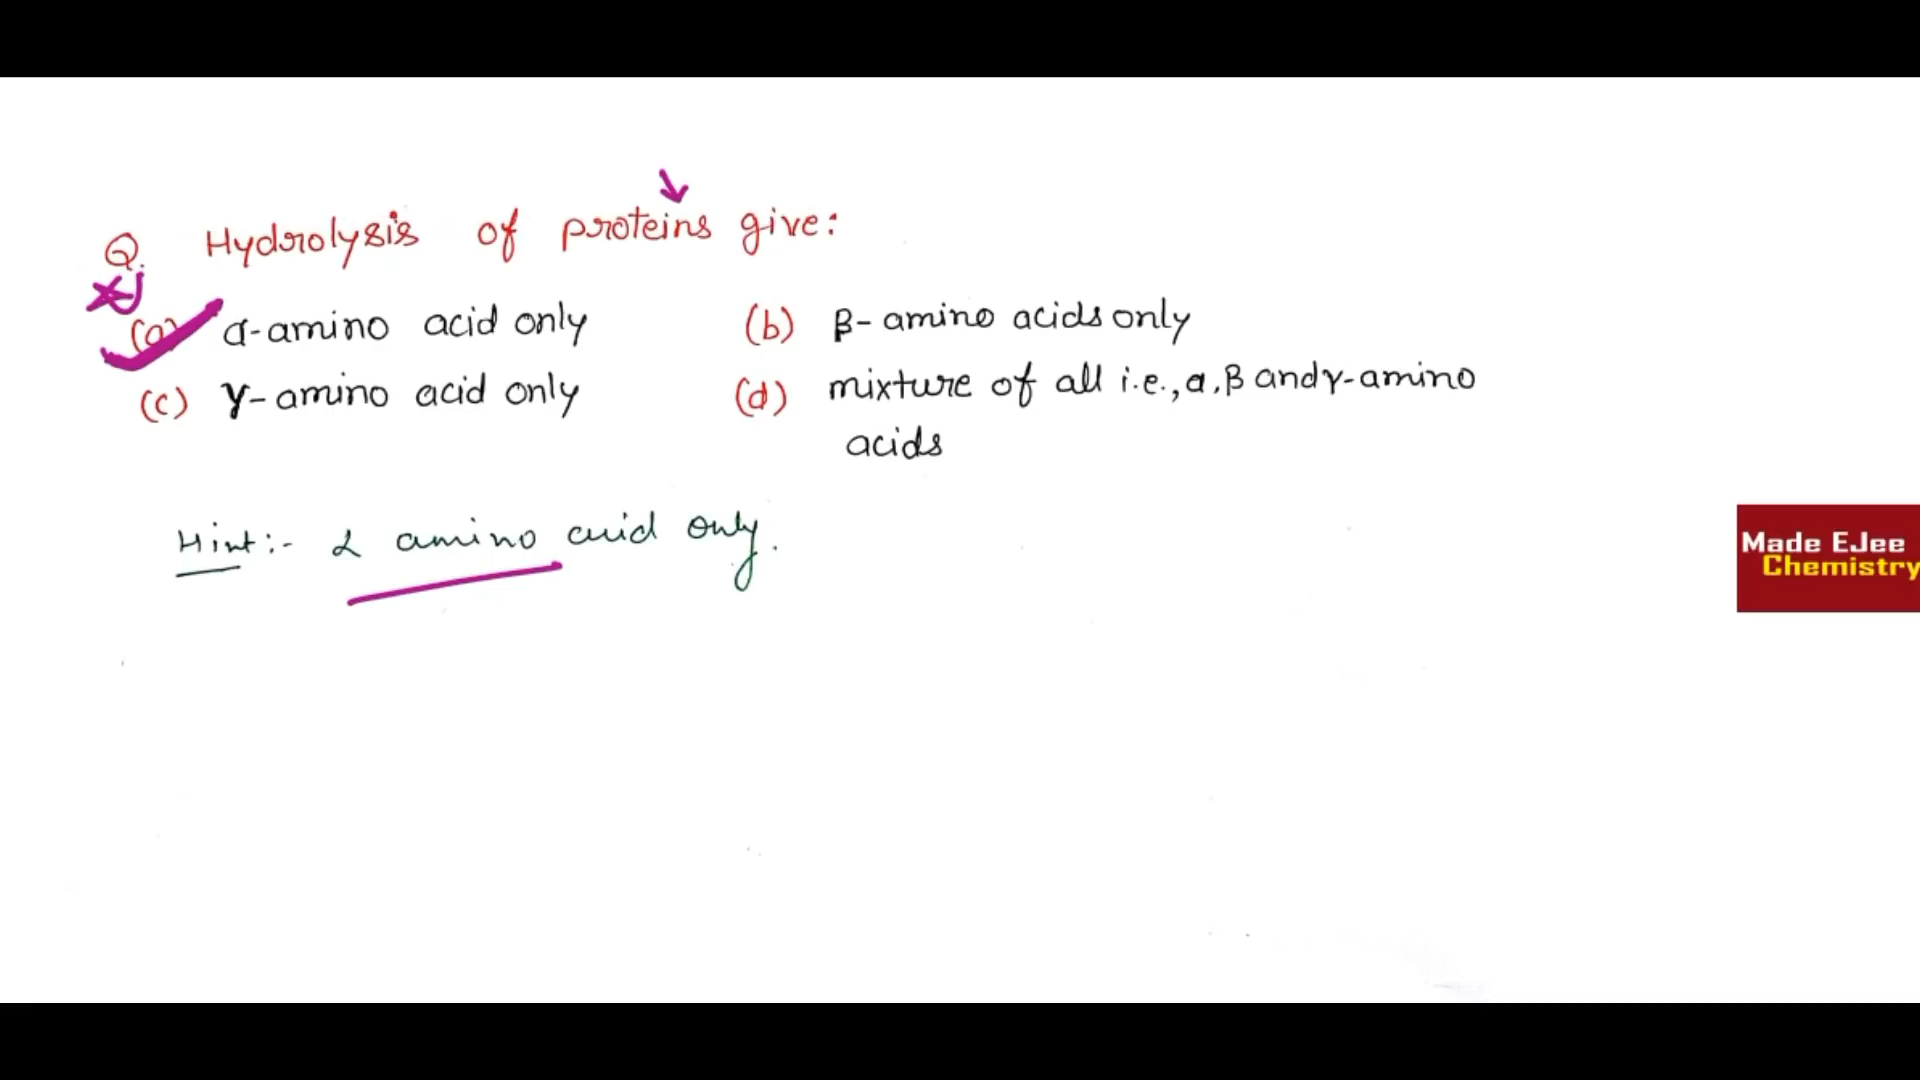 Q. Hydrolysis of proteins give:
(a) α-amino acid only (b) β-amino acids only
(c) γ-amino acid only (d) mixture of all i.e., α, β and γ-amino
acids
Hint:- α amino acid only.
Made EJee
Chemistry